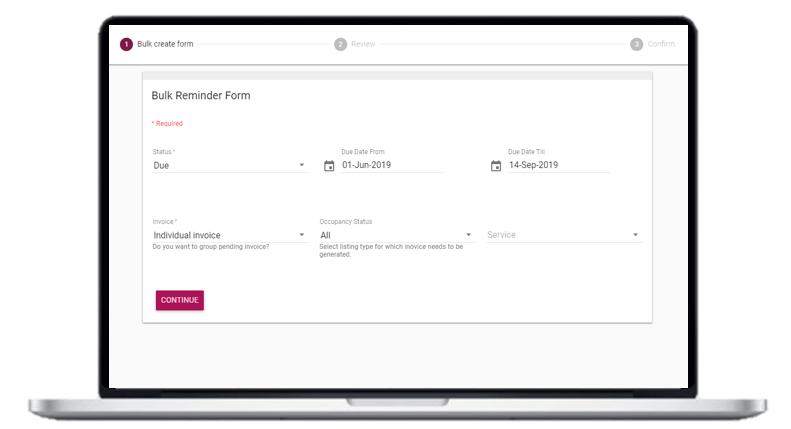 1 Bulk create form 2 Review 3 Confirm
Bulk Reminder Form
* Required
Status * Due Date From Due Date Till
Due 01-Jun-2019 14-Sep-2019
Invoice * Occupancy Status
Individual invoice All Service
Do you want to group pending invoice? Select listing type for which inovice needs to be
generated.
CONTINUE